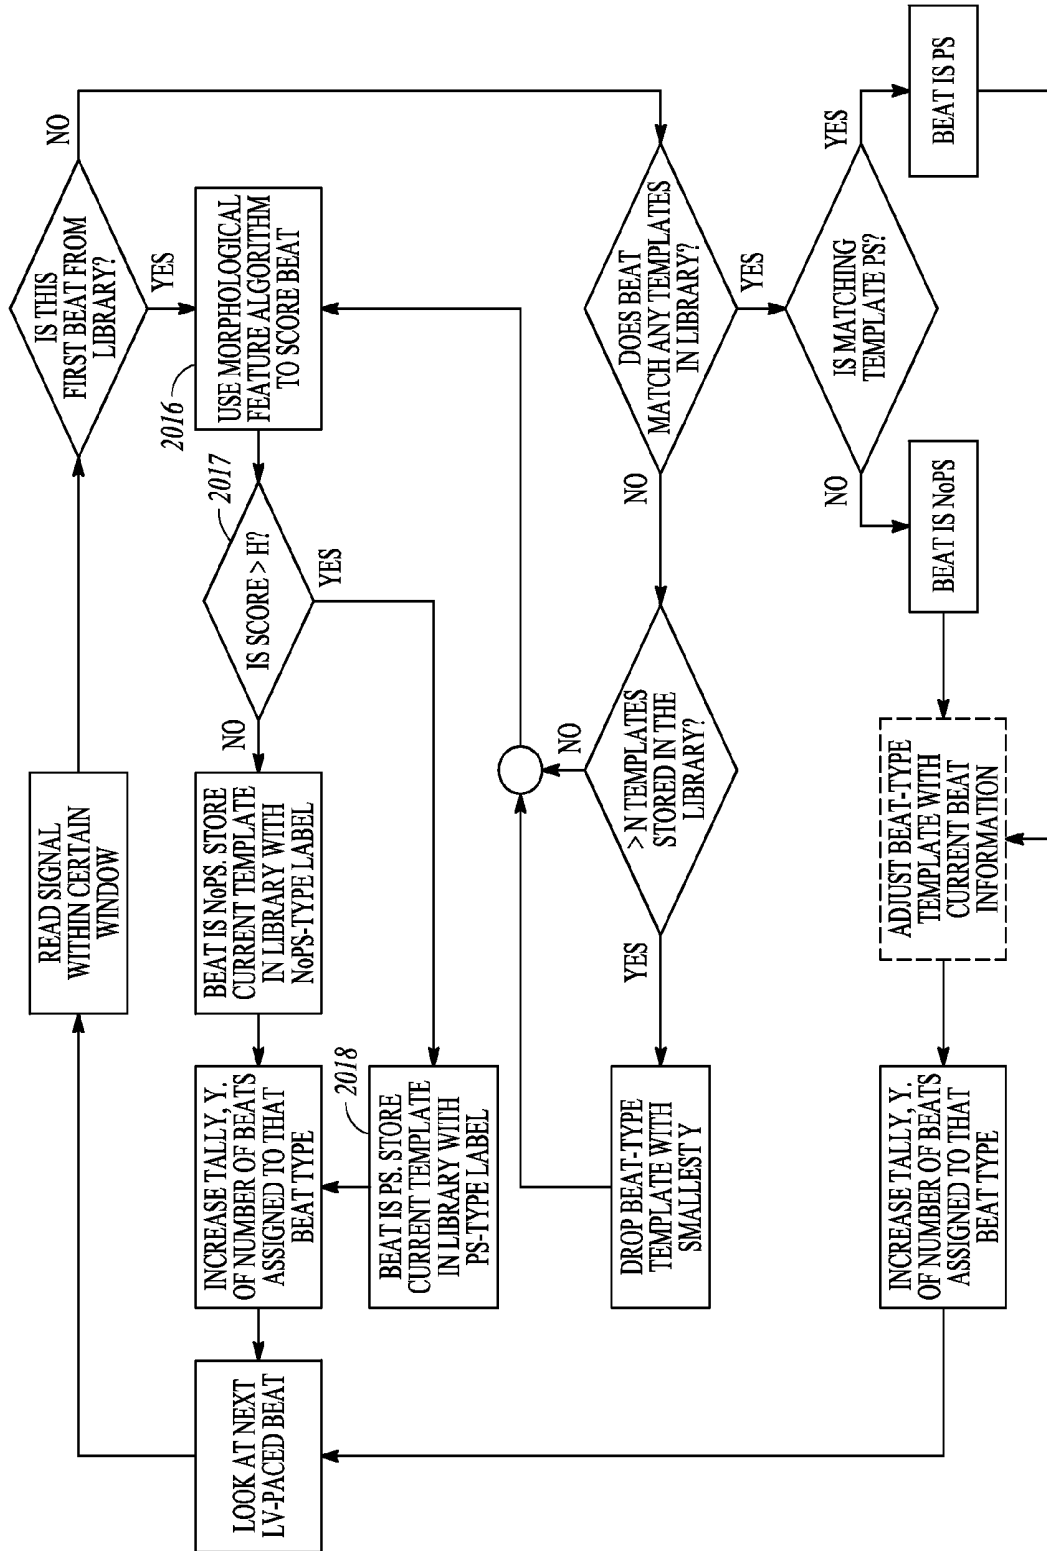 LOOK AT NEXT
LV-PACED BEAT
READ SIGNAL
WITHIN CERTAIN
WINDOW
IS THIS
FIRST BEAT FROM
LIBRARY?
NO
YES
2016
USE MORPHOLOGICAL
FEATURE ALGORITHM
TO SCORE BEAT
2017
IS SCORE > H?
NO
YES
BEAT IS NoPS. STORE
CURRENT TEMPLATE
IN LIBRARY WITH
NoPS-TYPE LABEL
INCREASE TALLY, Y.
OF NUMBER OF BEATS
ASSIGNED TO THAT
BEAT TYPE
2018
BEAT IS PS. STORE
CURRENT TEMPLATE
IN LIBRARY WITH
PS-TYPE LABEL
DOES BEAT
MATCH ANY TEMPLATES
IN LIBRARY?
NO
YES
> N TEMPLATES
STORED IN THE
LIBRARY?
NO
YES
DROP BEAT-TYPE
TEMPLATE WITH
SMALLEST Y
IS MATCHING
TEMPLATE PS?
YES
NO
BEAT IS PS
BEAT IS NoPS
ADJUST BEAT-TYPE
TEMPLATE WITH
CURRENT BEAT
INFORMATION
INCREASE TALLY, Y.
OF NUMBER OF BEATS
ASSIGNED TO THAT
BEAT TYPE